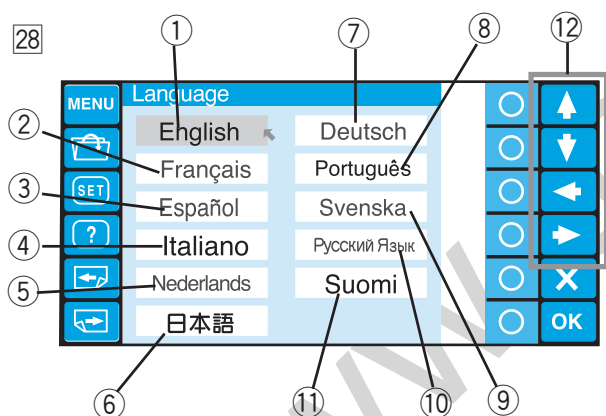 28
① ⑦ ⑧ ⑫
MENU
Language
② English Deutsch
Français Português
③ SET
Español Svenska
④ ?
Italiano Русский Язык
⑤ Nederlands Suomi
日本語 OK
⑥ ⑪ ⑩ ⑨